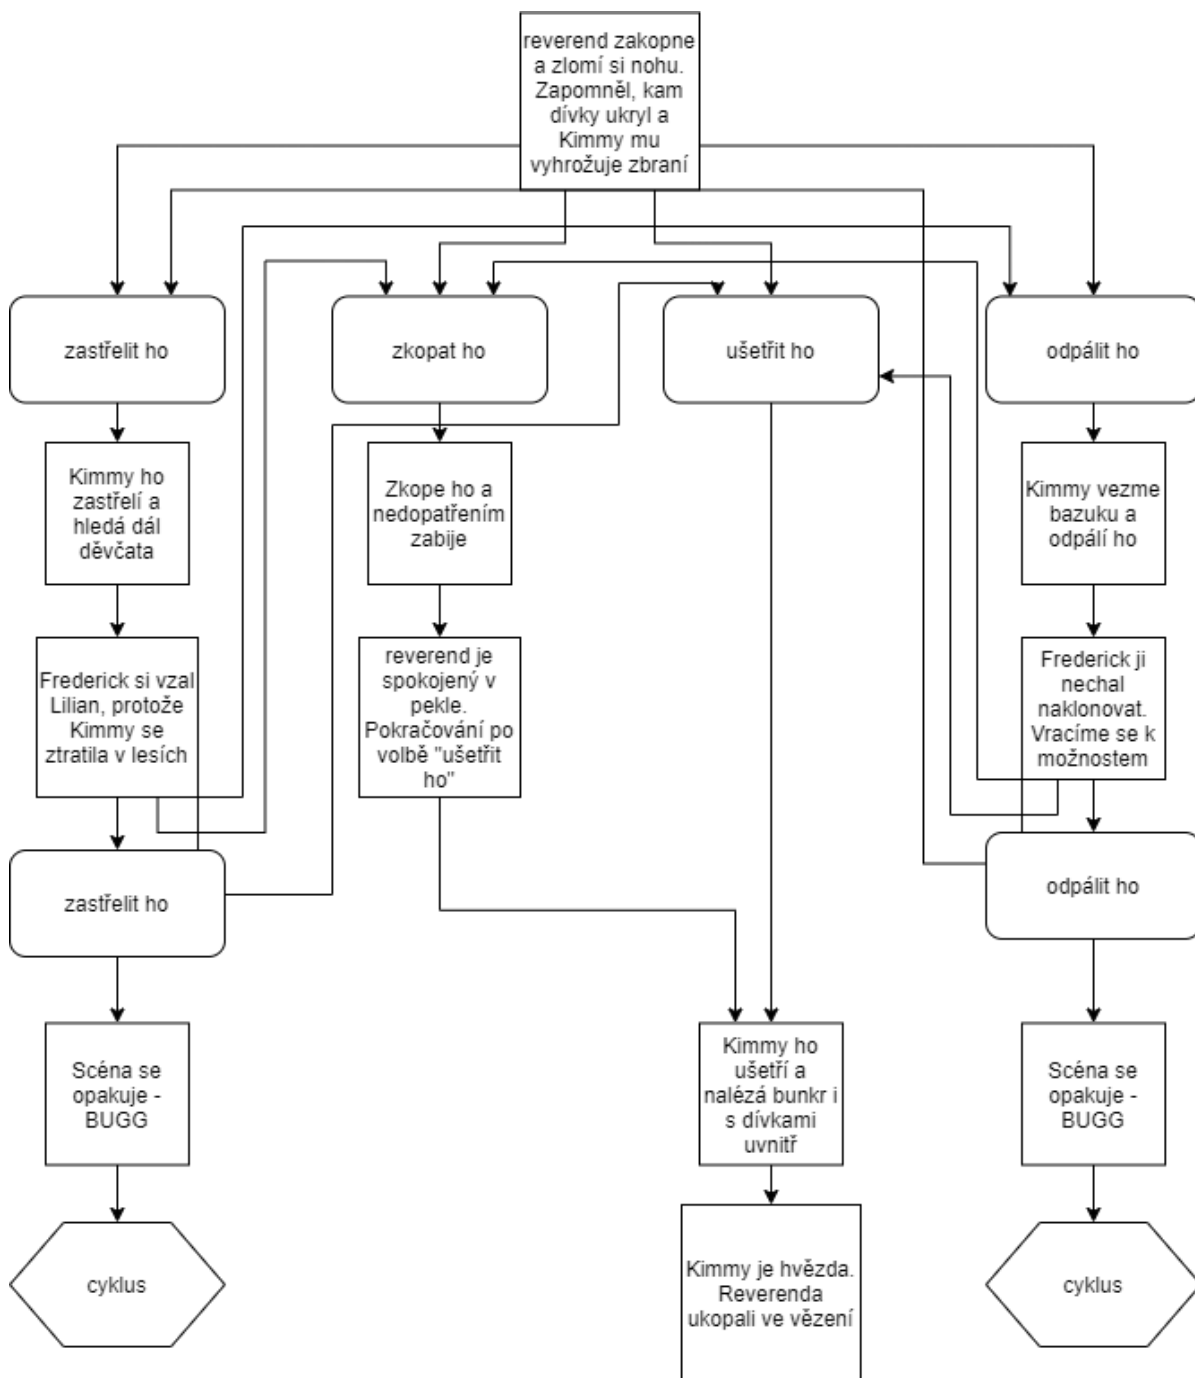 reverend zakopne
a zlomí si nohu.
Zapomněl, kam
dívky ukryl a
Kimmy mu
vyhrožuje zbraní
zastřelit ho
zkopat ho
ušetřit ho
odpálit ho
Kimmy ho
zastřelí a
hledá dál
děvčata
Zkope ho a
nedopatřením
zabije
Kimmy vezme
bazuku a
odpálí ho
Frederick si vzal
Lilian, protože
Kimmy se
ztratila v lesích
reverend je
spokojený v
pekle.
Pokračování po
volbě "ušetřit
ho"
Frederick ji
nechal
naklonovat.
Vracíme se k
možnostem
zastřelit ho
odpálit ho
Scéna se
opakuje -
BUGG
Kimmy ho
ušetří a
nalézá bunkr i
s dívkami
uvnitř
Scéna se
opakuje -
BUGG
cyklus
Kimmy je hvězda.
Reverenda
ukopali ve vězení
cyklus